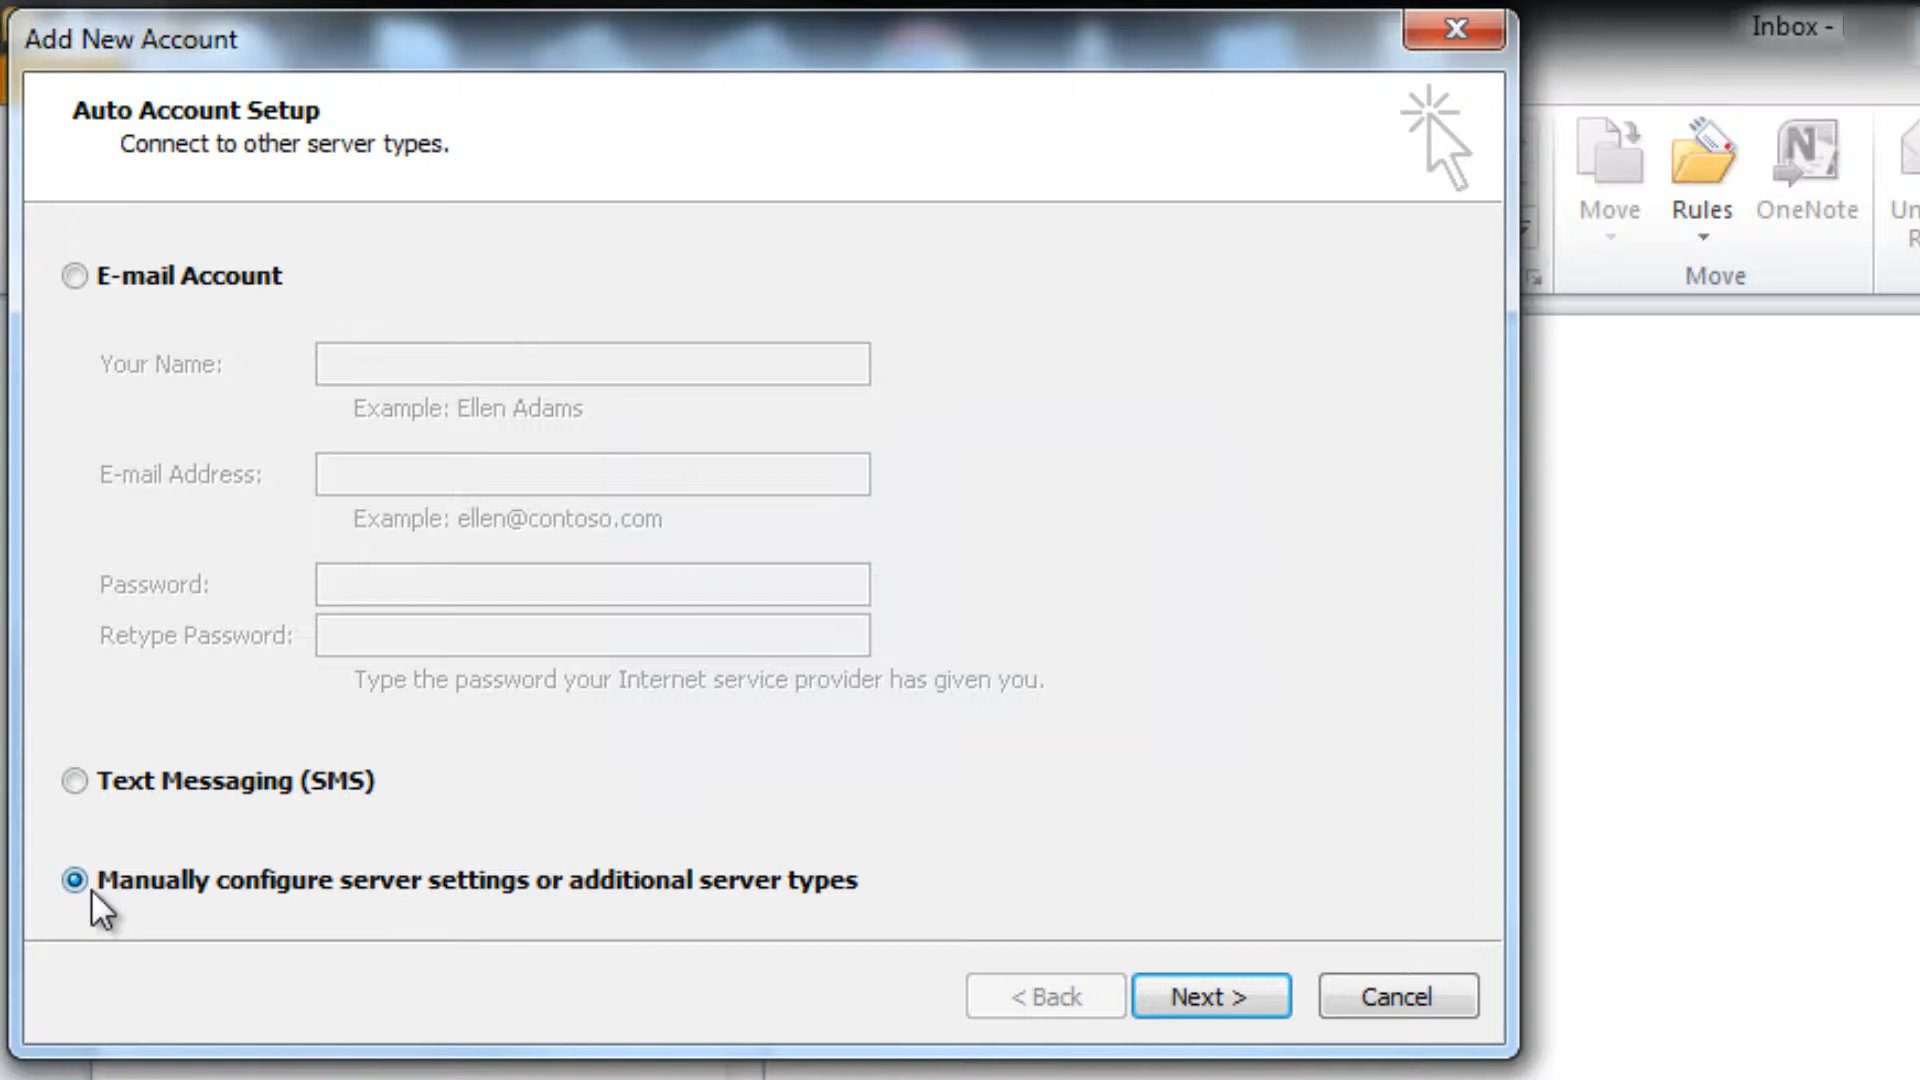 Add New Account
Inbox -
Auto Account Setup
Connect to other server types.
Move
Rules
OneNote
Move
E-mail Account
Your Name:
Example: Ellen Adams
E-mail Address:
Example: ellen@contoso.com
Password:
Retype Password:
Type the password your Internet service provider has given you.
Text Messaging (SMS)
Manually configure server settings or additional server types
< Back
Next >
Cancel